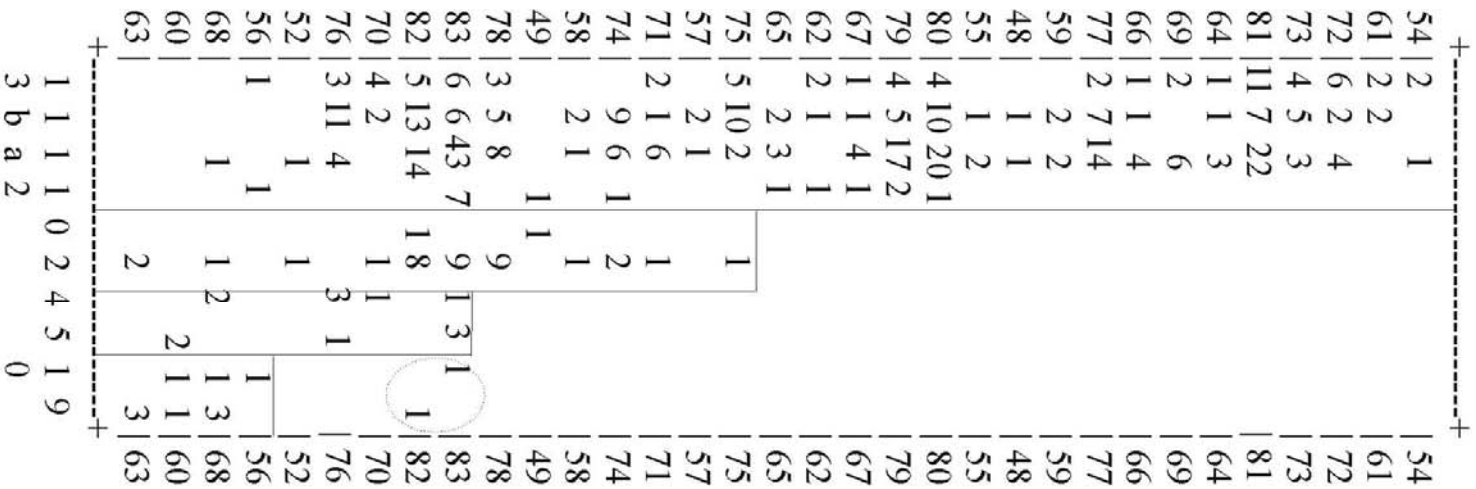 +----------------------------+
54 | 2 1 | 54
61 | 2 2 | 61
72 | 6 2 4 | 72
73 | 4 5 3 | 73
81 | 11 7 22 | 81
64 | 1 1 3 | 64
69 | 2 6 | 69
66 | 1 1 4 | 66
77 | 2 7 14 | 77
59 | 2 2 | 59
48 | 1 1 | 48
55 | 1 2 | 55
80 | 4 10 20 1 | 80
79 | 4 5 17 2 | 79
67 | 1 1 4 1 | 67
62 | 2 1 1 | 62
65 | 2 3 1 | 65
75 | 5 10 2 1 | 75
57 | 2 1 | 57
71 | 2 1 6 1 | 71
74 | 9 6 1 2 | 74
58 | 2 1 1 | 58
49 | 1 1 | 49
78 | 3 5 8 9 | 78
83 | 6 6 43 7 9 1 3 1 | 83
82 | 5 13 14 1 8 1 | 82
70 | 4 2 1 1 | 70
76 | 3 11 4 3 1 | 76
52 | 1 1 | 52
56 | 1 1 1 | 56
68 | 1 1 2 1 3 | 68
60 | 2 1 1 | 60
63 | 2 3 | 63
+----------------------------+
1 1 1 1 0 2 4 5 1 9
3 b a 2 0